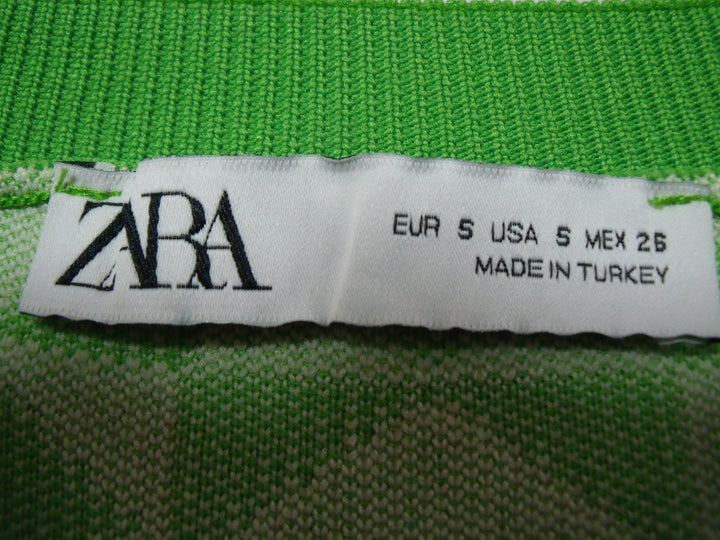 ZARA
EUR S USA S MEX 26
MADE IN TURKEY